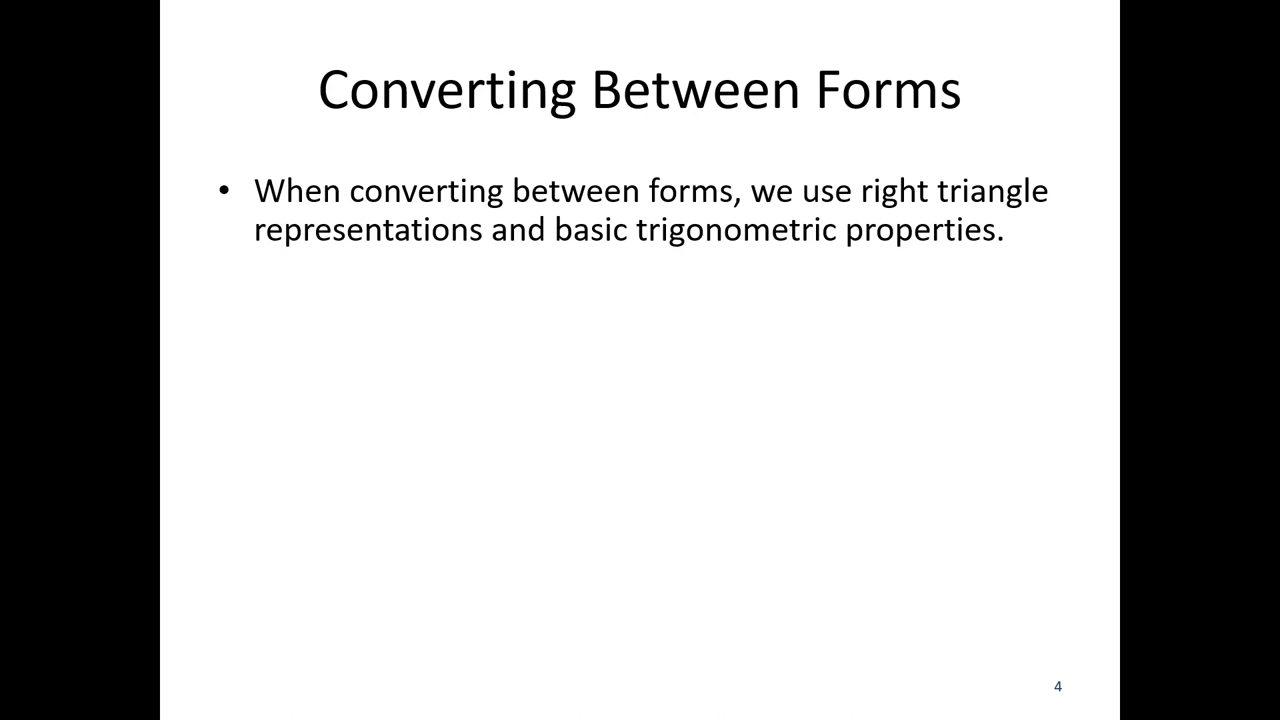 Converting Between Forms
• When converting between forms, we use right triangle
representations and basic trigonometric properties.
4